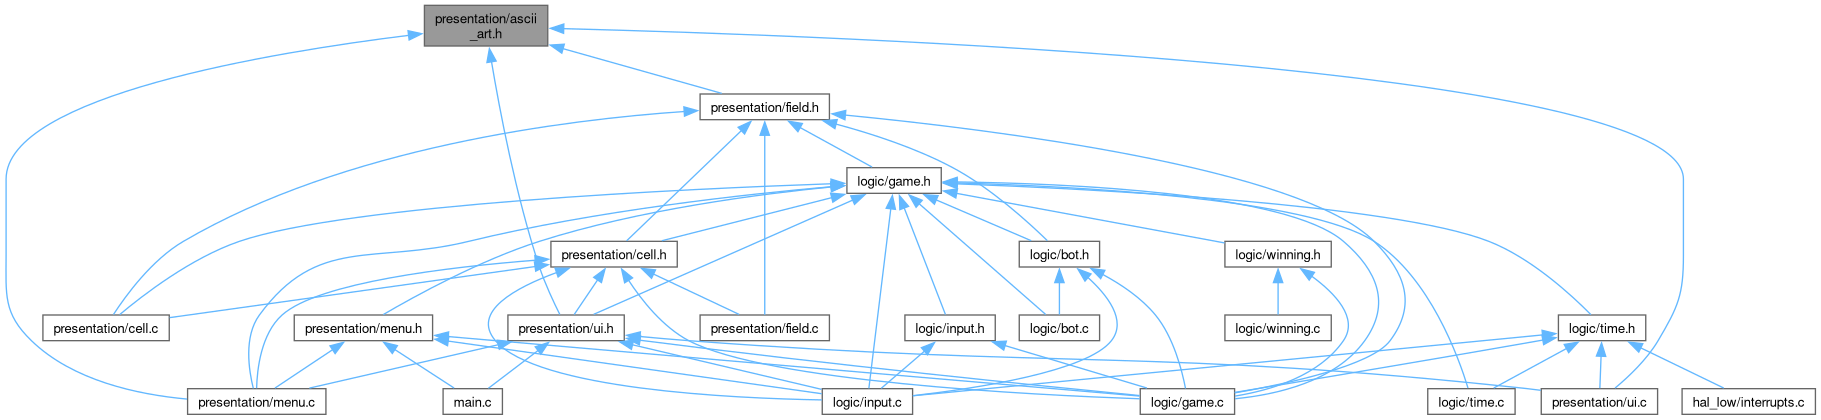 presentation/ascii
_art.h
presentation/field.h
logic/game.h
presentation/cell.h
logic/bot.h
logic/winning.h
presentation/cell.c
presentation/menu.h
presentation/ui.h
presentation/field.c
logic/input.h
logic/bot.c
logic/winning.c
logic/time.h
presentation/menu.c
main.c
logic/input.c
logic/game.c
logic/time.c
presentation/ui.c
hal_low/interrupts.c